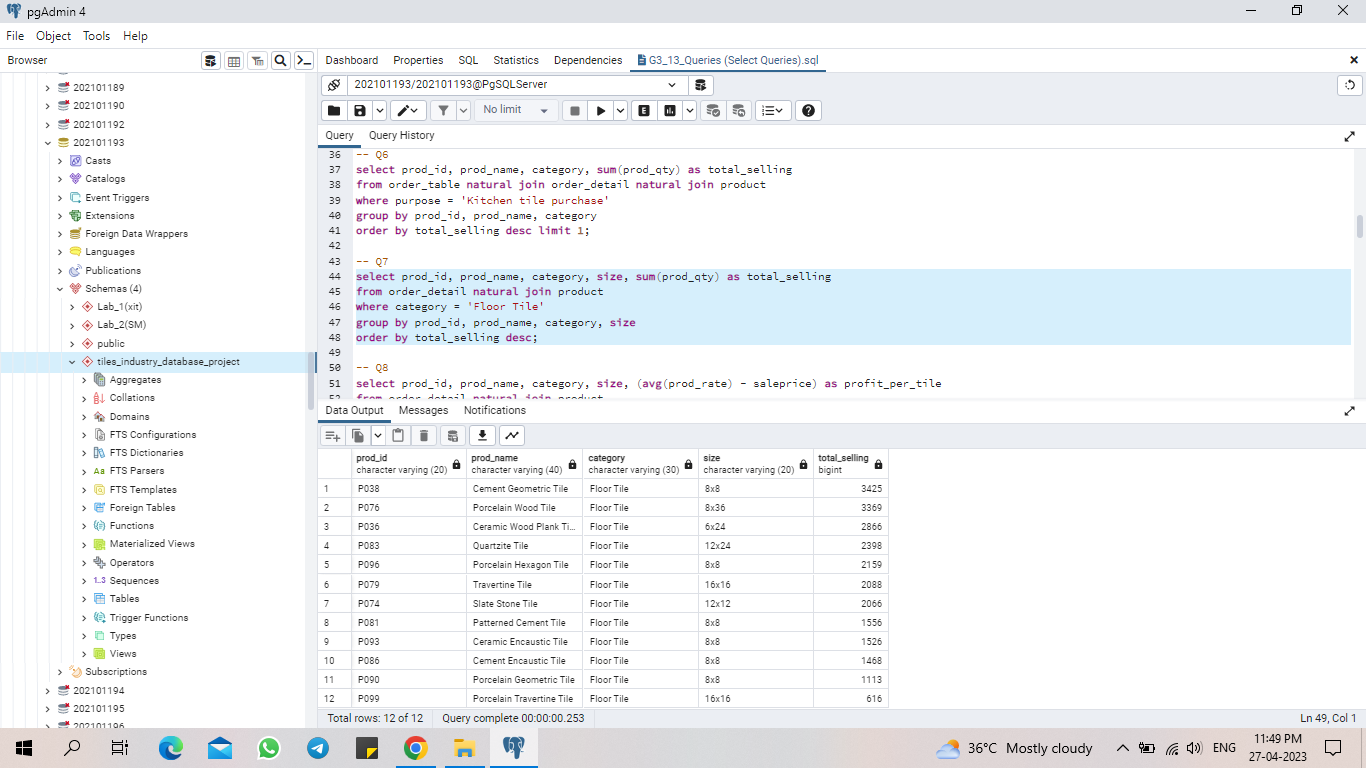 pgAdmin 4
File Object Tools Help
Browser
Dashboard Properties SQL Statistics Dependencies G3_13_Queries (Select Queries).sql
202101189
202101190
202101192
202101193
Casts
Catalogs
Event Triggers
Extensions
Foreign Data Wrappers
Languages
Publications
Schemas (4)
Lab_1(xit)
Lab_2(SM)
public
tiles_industry_database_project
Aggregates
Collations
Domains
FTS Configurations
FTS Dictionaries
FTS Parsers
FTS Templates
Foreign Tables
Functions
Materialized Views
Operators
1..3 Sequences
Tables
Trigger Functions
Types
Views
Subscriptions
202101194
202101195
202101196
202101193/202101193@PgSQLServer
No limit
Query Query History
36 -- Q6
37 select prod_id, prod_name, category, sum(prod_qty) as total_selling
38 from order_table natural join order_detail natural join product
39 where purpose = 'Kitchen tile purchase'
40 group by prod_id, prod_name, category
41 order by total_selling desc limit 1;
42
43 -- Q7
44 select prod_id, prod_name, category, size, sum(prod_qty) as total_selling
45 from order_detail natural join product
46 where category = 'Floor Tile'
47 group by prod_id, prod_name, category, size
48 order by total_selling desc;
49
50 -- Q8
51 select prod_id, prod_name, category, size, (avg(prod_rate) - saleprice) as profit_per_tile
52 from order_detail natural join product
Data Output Messages Notifications
prod_id prod_name category size total_selling
character varying (20) character varying (40) character varying (30) character varying (20) bigint
1 P038 Cement Geometric Tile Floor Tile 8x8 3425
2 P076 Porcelain Wood Tile Floor Tile 8x36 3369
3 P036 Ceramic Wood Plank Ti... Floor Tile 6x24 2866
4 P083 Quartzite Tile Floor Tile 12x24 2398
5 P096 Porcelain Hexagon Tile Floor Tile 8x8 2159
6 P079 Travertine Tile Floor Tile 16x16 2088
7 P074 Slate Stone Tile Floor Tile 12x12 2066
8 P081 Patterned Cement Tile Floor Tile 8x8 1556
9 P093 Ceramic Encaustic Tile Floor Tile 8x8 1526
10 P086 Cement Encaustic Tile Floor Tile 8x8 1468
11 P090 Porcelain Geometric Tile Floor Tile 8x8 1113
12 P099 Porcelain Travertine Tile Floor Tile 16x16 616
Total rows: 12 of 12 Query complete 00:00:00.253 Ln 49, Col 1
36°C Mostly cloudy ENG 11:49 PM
27-04-2023